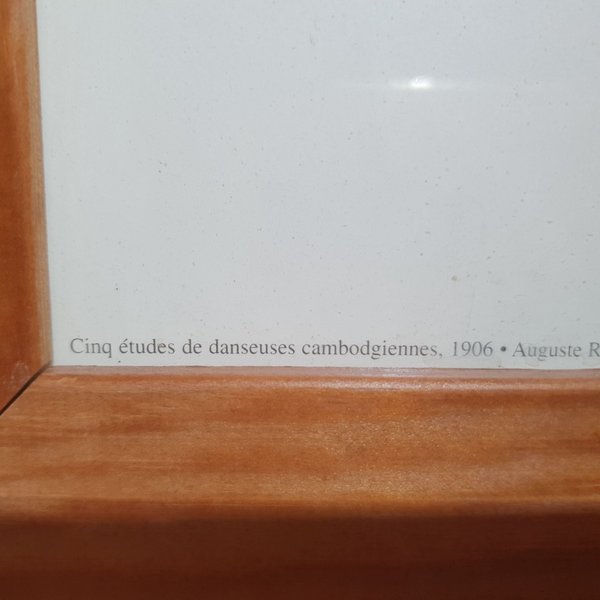 Cinq études de danseuses cambodgiennes, 1906 • Auguste R